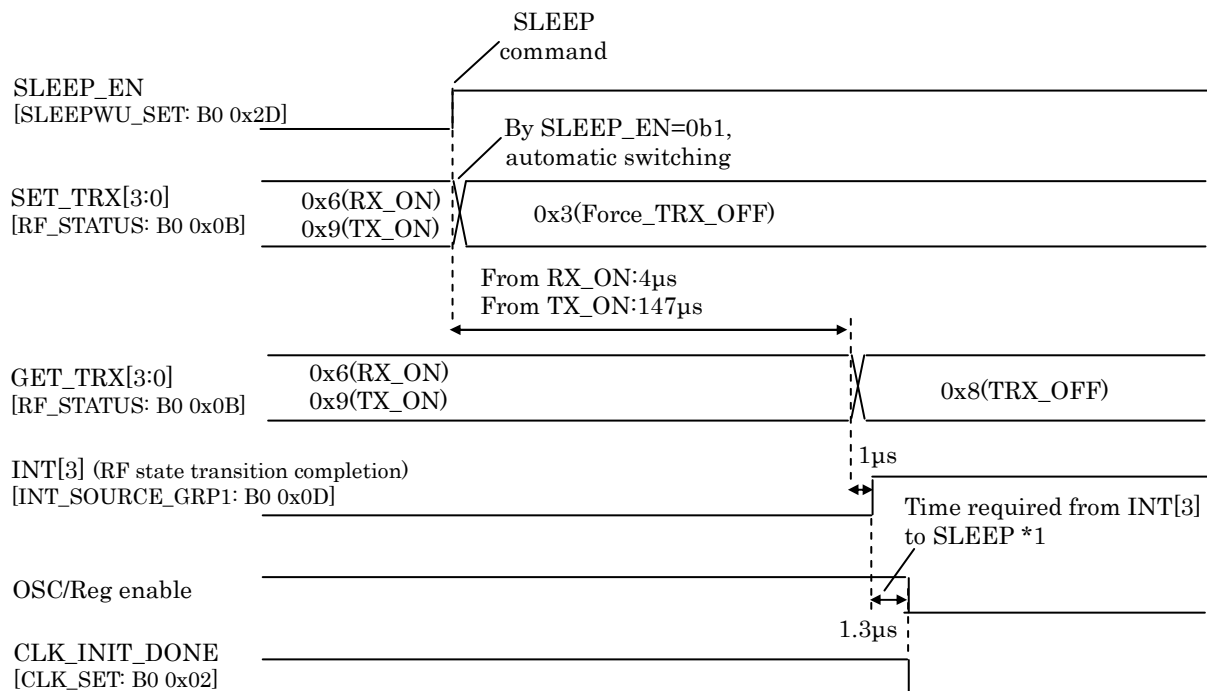 SLEEP
command
SLEEP_EN
[SLEEPWU_SET: B0 0x2D]
By SLEEP_EN=0b1,
automatic switching
SET_TRX[3:0]
[RF_STATUS: B0 0x0B]
0x6(RX_ON)
0x9(TX_ON)
0x3(Force_TRX_OFF)
From RX_ON:4μs
From TX_ON:147μs
GET_TRX[3:0]
[RF_STATUS: B0 0x0B]
0x6(RX_ON)
0x9(TX_ON)
0x8(TRX_OFF)
1μs
INT[3] (RF state transition completion)
[INT_SOURCE_GRP1: B0 0x0D]
Time required from INT[3]
to SLEEP *1
OSC/Reg enable
1.3μs
CLK_INIT_DONE
[CLK_SET: B0 0x02]